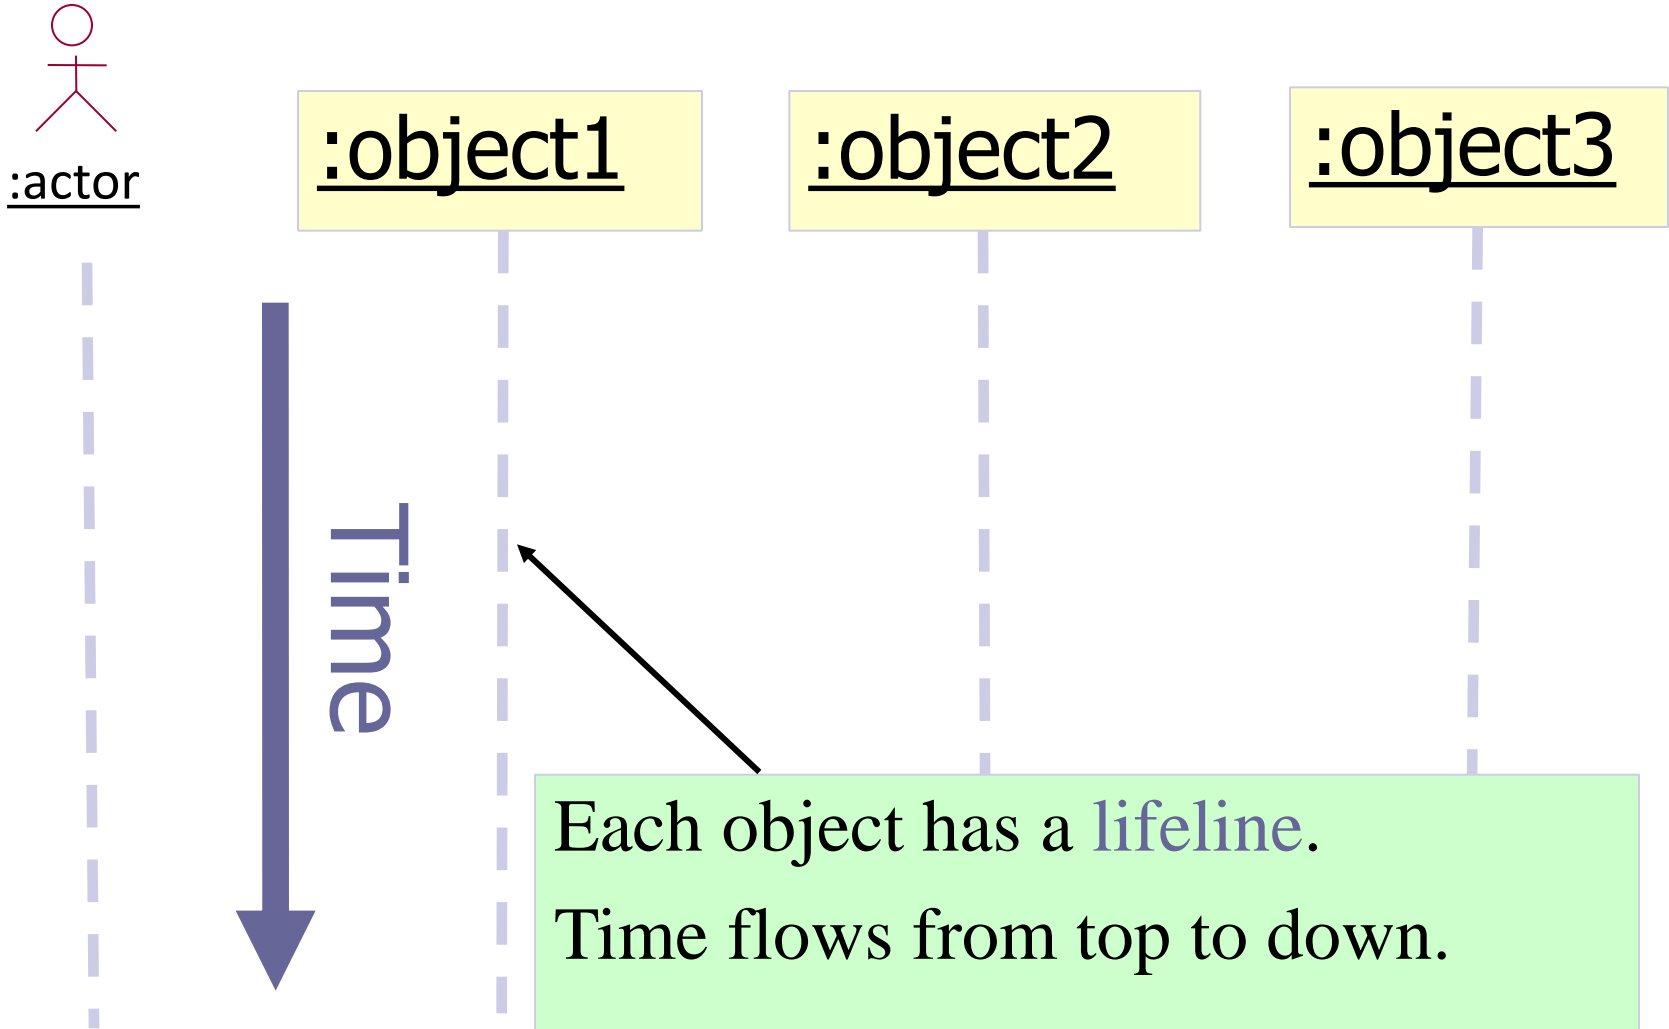 :actor
:object1
:object2
:object3
Time
Each object has a lifeline.
Time flows from top to down.